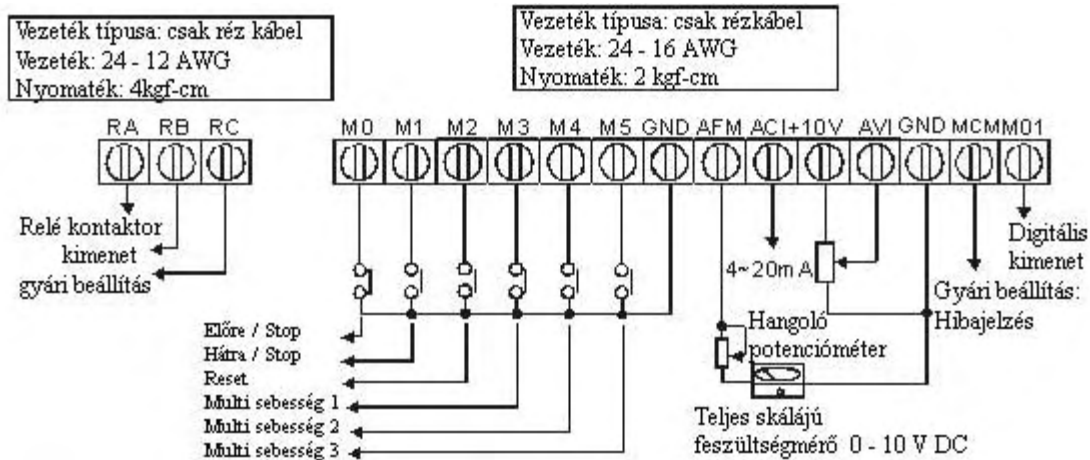 Vezeték típusa: csak réz kábel
Vezeték: 24 - 12 AWG
Nyomaték: 4kgf-cm
Vezeték típusa: csak rézkábel
Vezeték: 24 - 16 AWG
Nyomaték: 2 kgf-cm
RA RB RC
M0 M1 M2 M3 M4 M5 GND AFM ACI +10V AVI GND MCM M01
Relé kontaktor
kimenet
gyári beállítás
4~20m A
Digitális
kimenet
Gyári beállítás:
Hibajelzés
Előre / Stop
Hátra / Stop
Reset
Multi sebesség 1
Multi sebesség 2
Multi sebesség 3
Hangoló
potencióméter
Teljes skálájú
feszültségmérő 0 - 10 V DC